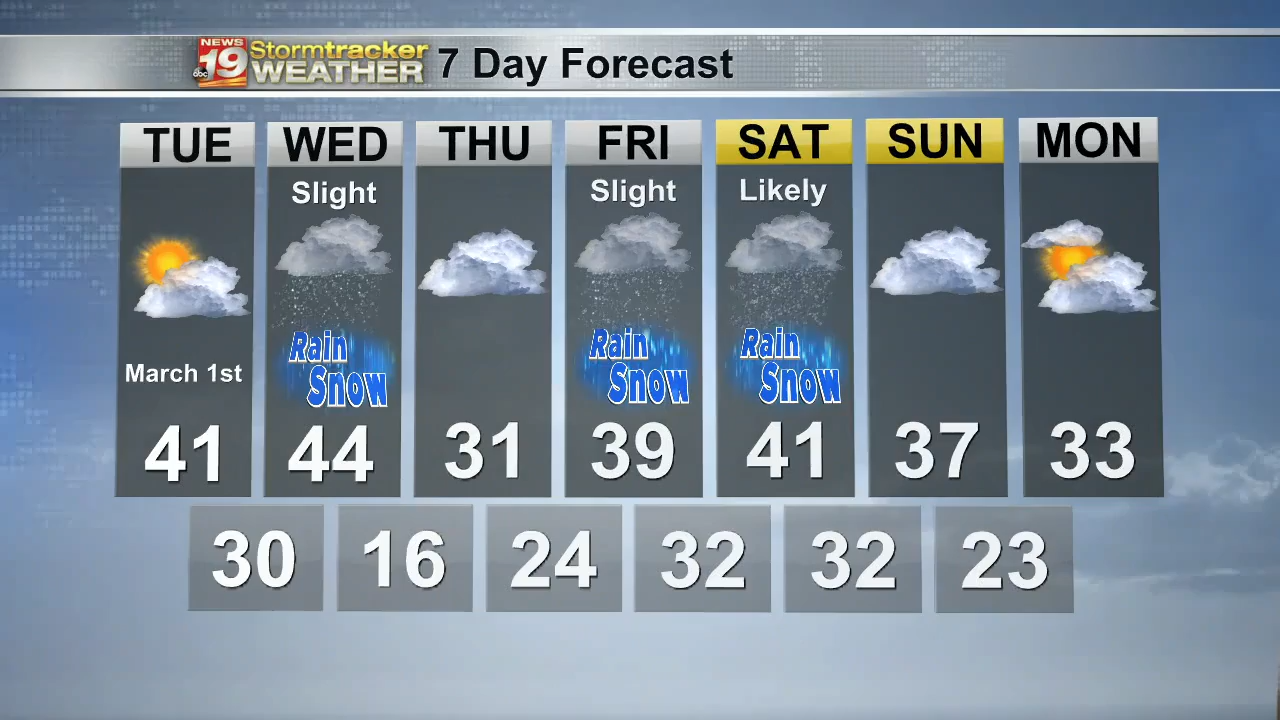 NEWS
abc 19
Stormtracker
WEATHER
7 Day Forecast
TUE WED THU FRI SAT SUN MON
Slight Slight Likely
Rain Rain Rain
Snow Snow Snow
March 1st
41 44 31 39 41 37 33
30 16 24 32 32 23